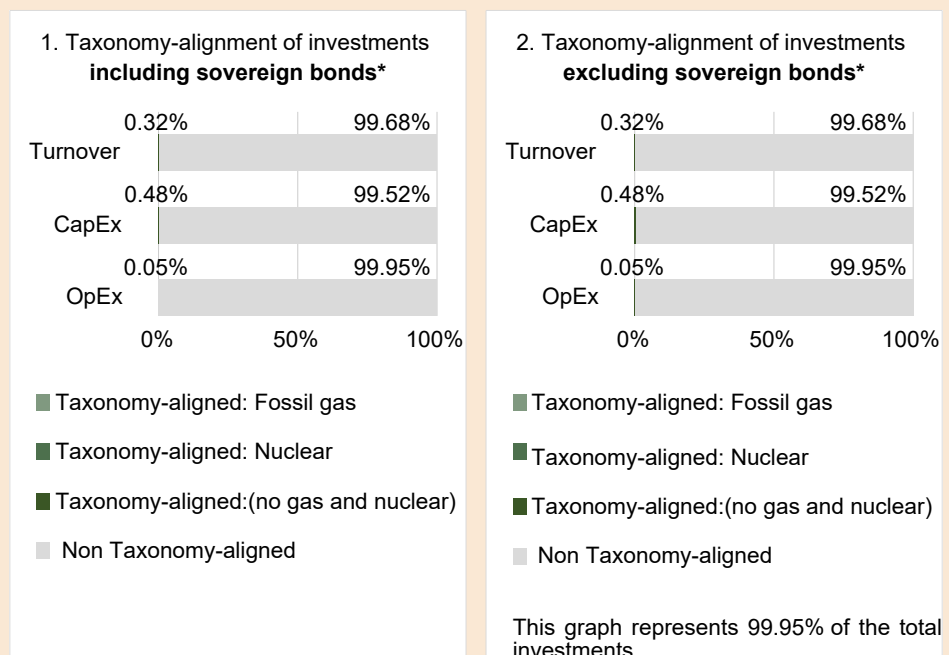 1. Taxonomy-alignment of investments
including sovereign bonds*
0.32% 99.68%
Turnover
0.48% 99.52%
CapEx
0.05% 99.95%
OpEx
0% 50% 100%
Taxonomy-aligned: Fossil gas
Taxonomy-aligned: Nuclear
Taxonomy-aligned:(no gas and nuclear)
Non Taxonomy-aligned
2. Taxonomy-alignment of investments
excluding sovereign bonds*
0.32% 99.68%
Turnover
0.48% 99.52%
CapEx
0.05% 99.95%
OpEx
0% 50% 100%
Taxonomy-aligned: Fossil gas
Taxonomy-aligned: Nuclear
Taxonomy-aligned:(no gas and nuclear)
Non Taxonomy-aligned
This graph represents 99.95% of the total
investments